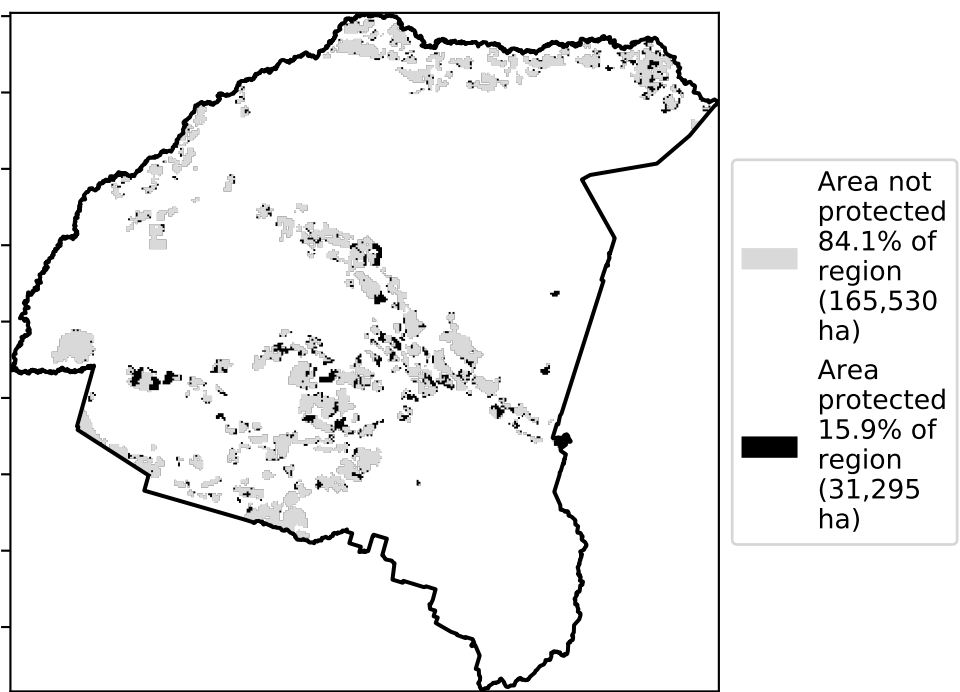 Area not
protected
84.1% of
region
(165,530
ha)
Area
protected
15.9% of
region
(31,295
ha)